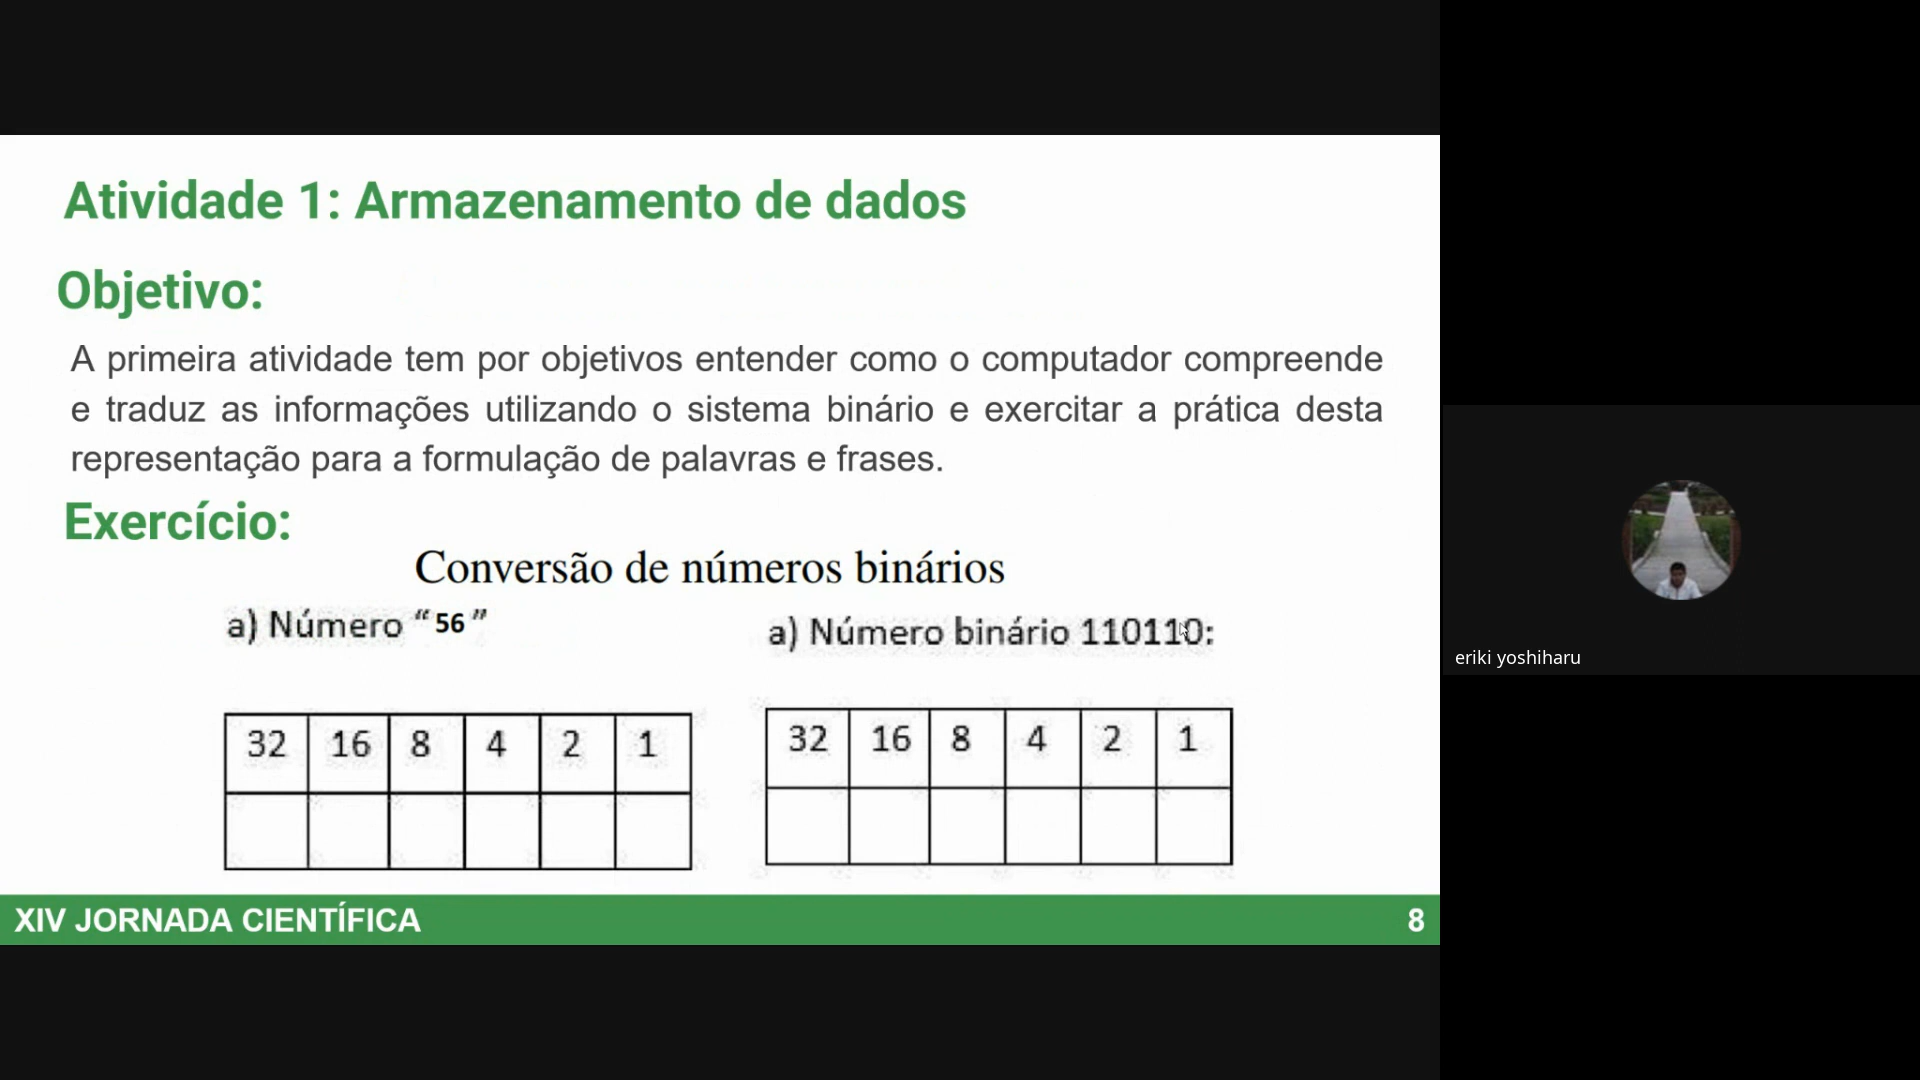 Atividade 1: Armazenamento de dados
Objetivo:
A primeira atividade tem por objetivos entender como o computador compreende
e traduz as informações utilizando o sistema binário e exercitar a prática desta
representação para a formulação de palavras e frases.
Exercício:
Conversão de números binários
a) Número “56”
a) Número binário 110110:
32 16 8 4 2 1
32 16 8 4 2 1
XIV JORNADA CIENTÍFICA
8
eriki yoshiharu